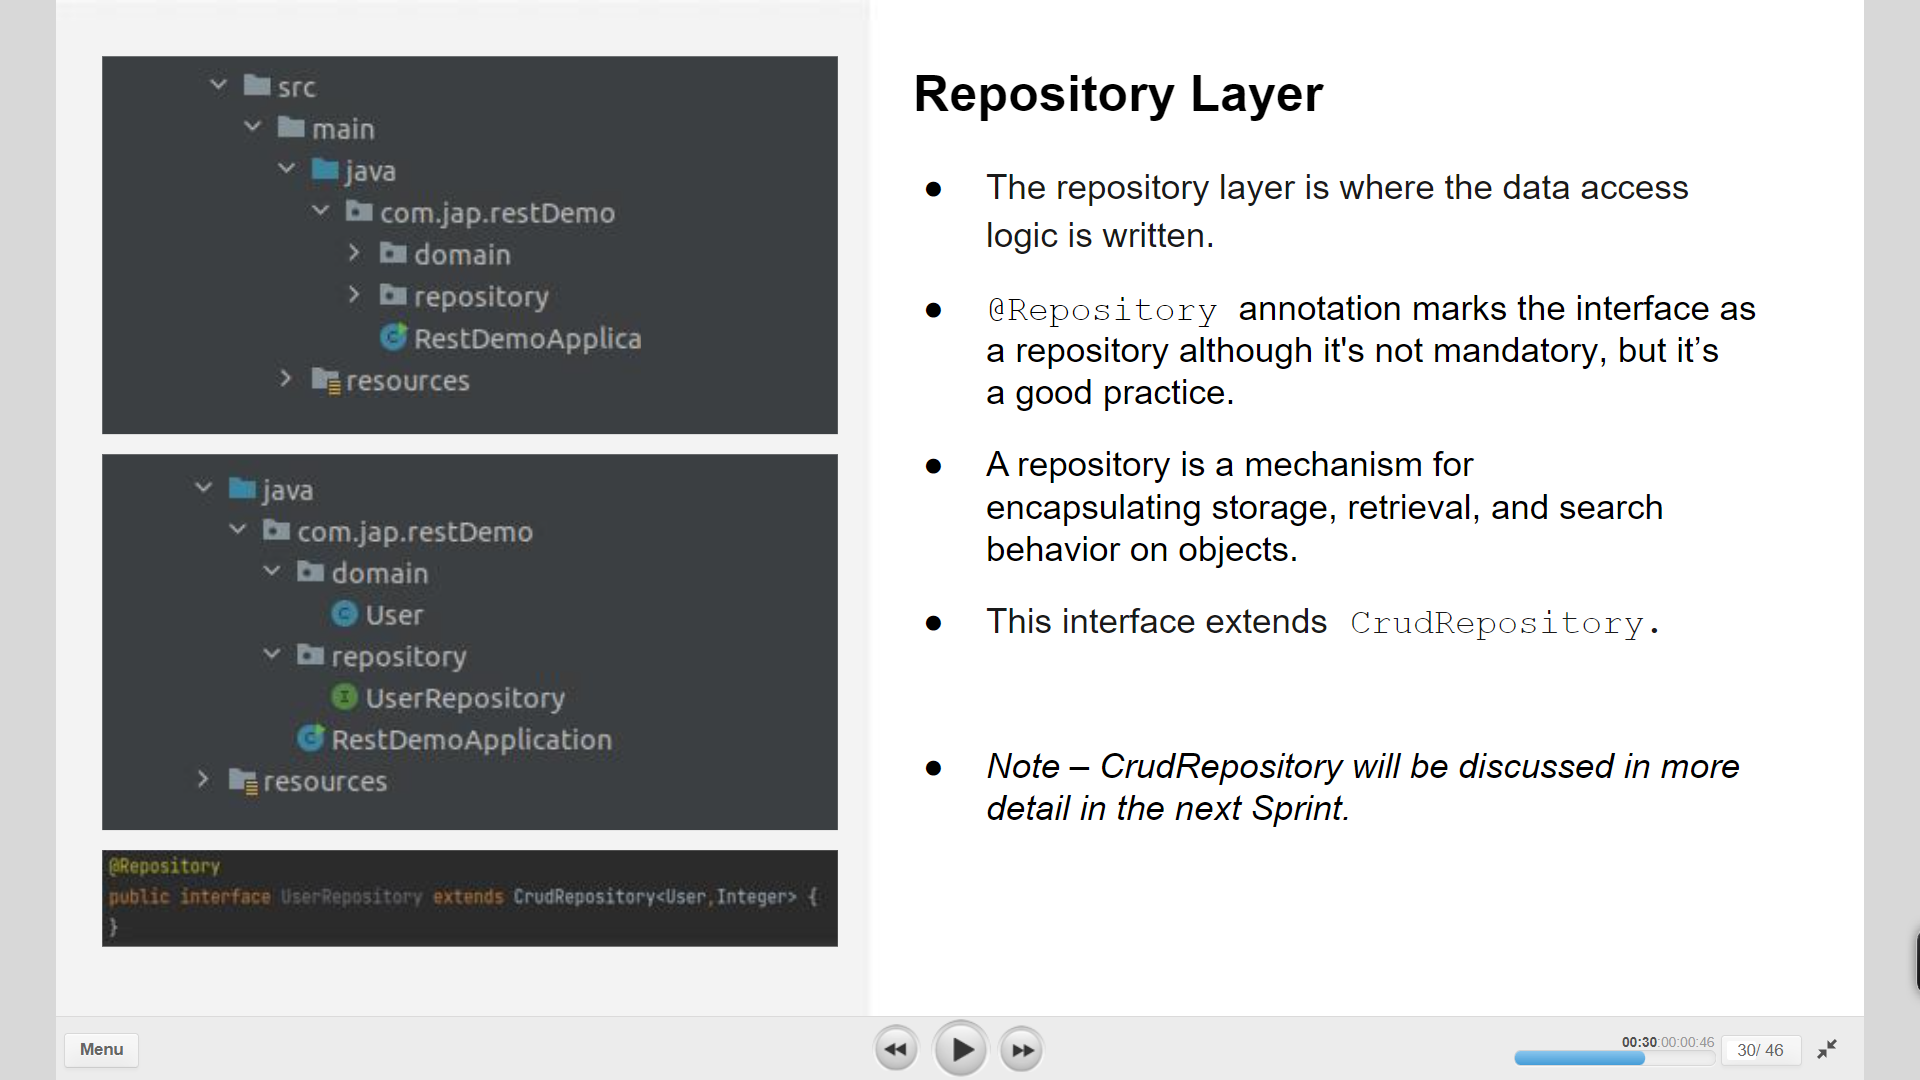 src
main
java
com.jap.restDemo
domain
repository
RestDemoApplica
resources
java
com.jap.restDemo
domain
User
repository
UserRepository
RestDemoApplication
resources
@Repository
public interface UserRepository extends CrudRepository<User,Integer> {
}
Repository Layer
● The repository layer is where the data access
logic is written.
● @Repository annotation marks the interface as
a repository although it's not mandatory, but it’s
a good practice.
● A repository is a mechanism for
encapsulating storage, retrieval, and search
behavior on objects.
● This interface extends CrudRepository.
● Note – CrudRepository will be discussed in more
detail in the next Sprint.
Menu
00:30:00:00:46
30/ 46